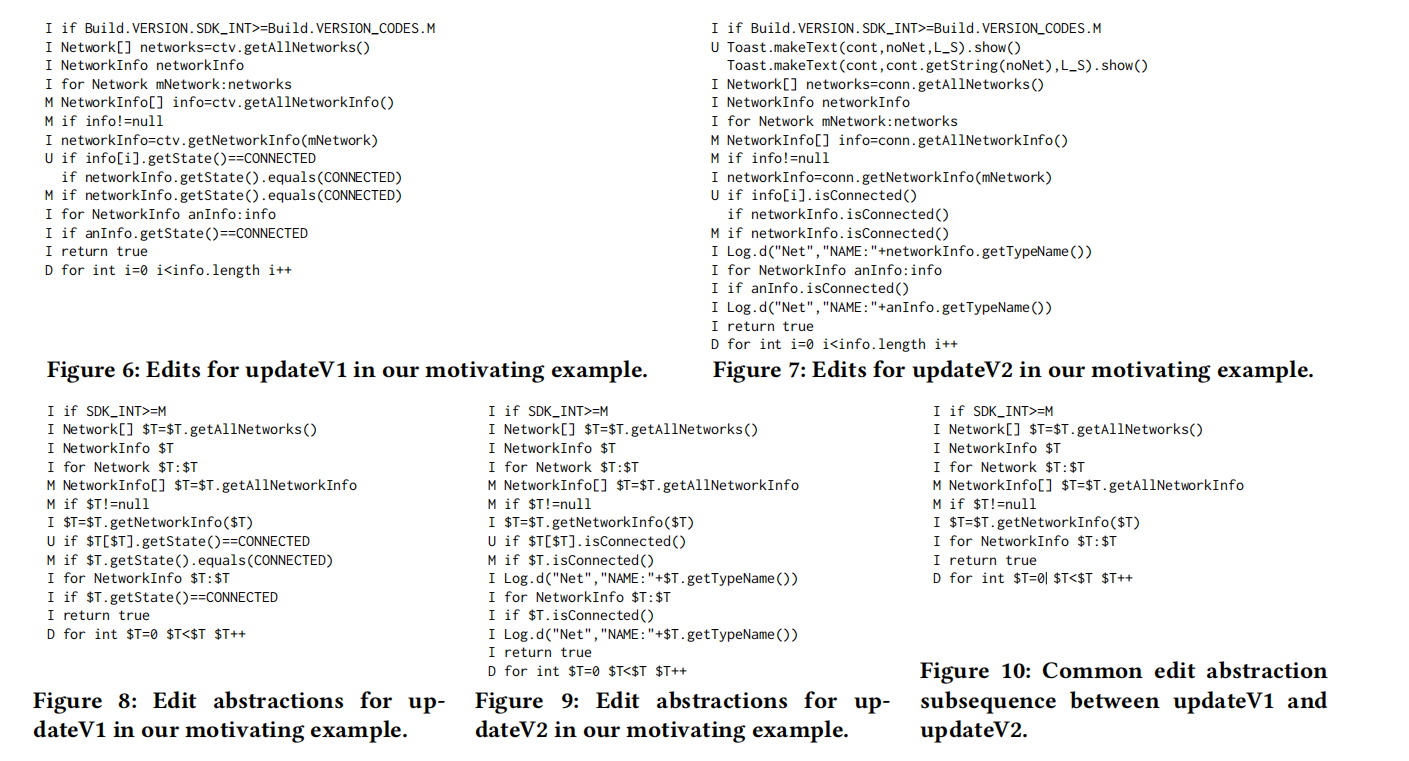 I if Build.VERSION.SDK_INT>=Build.VERSION_CODES.M
I Network[] networks=ctv.getAllNetworks()
I NetworkInfo networkInfo
I for Network mNetwork:networks
M NetworkInfo[] info=ctv.getAllNetworkInfo()
M if info!=null
I networkInfo=ctv.getNetworkInfo(mNetwork)
U if info[i].getState()==CONNECTED
  if networkInfo.getState().equals(CONNECTED)
M if networkInfo.getState().equals(CONNECTED)
I for NetworkInfo anInfo:info
I if anInfo.getState()==CONNECTED
I return true
D for int i=0 i<info.length i++
Figure 6: Edits for updateV1 in our motivating example.
I if Build.VERSION.SDK_INT>=Build.VERSION_CODES.M
U Toast.makeText(cont,noNet,L_S).show()
  Toast.makeText(cont,cont.getString(noNet),L_S).show()
I Network[] networks=conn.getAllNetworks()
I NetworkInfo networkInfo
I for Network mNetwork:networks
M NetworkInfo[] info=conn.getAllNetworkInfo()
M if info!=null
I networkInfo=conn.getNetworkInfo(mNetwork)
U if info[i].isConnected()
  if networkInfo.isConnected()
M if networkInfo.isConnected()
I Log.d("Net","NAME:"+networkInfo.getTypeName())
I for NetworkInfo anInfo:info
I if anInfo.isConnected()
I Log.d("Net","NAME:"+anInfo.getTypeName())
I return true
D for int i=0 i<info.length i++
Figure 7: Edits for updateV2 in our motivating example.
I if SDK_INT>=M
I Network[] $T=$T.getAllNetworks()
I NetworkInfo $T
I for Network $T:$T
M NetworkInfo[] $T=$T.getAllNetworkInfo
M if $T!=null
I $T=$T.getNetworkInfo($T)
U if $T[$T].getState()==CONNECTED
M if $T.getState().equals(CONNECTED)
I for NetworkInfo $T:$T
I if $T.getState()==CONNECTED
I return true
D for int $T=0 $T<$T $T++
Figure 8: Edit abstractions for up-
dateV1 in our motivating example.
I if SDK_INT>=M
I Network[] $T=$T.getAllNetworks()
I NetworkInfo $T
I for Network $T:$T
M NetworkInfo[] $T=$T.getAllNetworkInfo
M if $T!=null
I $T=$T.getNetworkInfo($T)
U if $T[$T].isConnected()
M if $T.isConnected()
I Log.d("Net","NAME:"+$T.getTypeName())
I for NetworkInfo $T:$T
I if $T.isConnected()
I Log.d("Net","NAME:"+$T.getTypeName())
I return true
D for int $T=0 $T<$T $T++
Figure 9: Edit abstractions for up-
dateV2 in our motivating example.
I if SDK_INT>=M
I Network[] $T=$T.getAllNetworks()
I NetworkInfo $T
I for Network $T:$T
M NetworkInfo[] $T=$T.getAllNetworkInfo
M if $T!=null
I $T=$T.getNetworkInfo($T)
I for NetworkInfo $T:$T
I return true
D for int $T=0| $T<$T $T++
Figure 10: Common edit abstraction
subsequence between updateV1 and
updateV2.